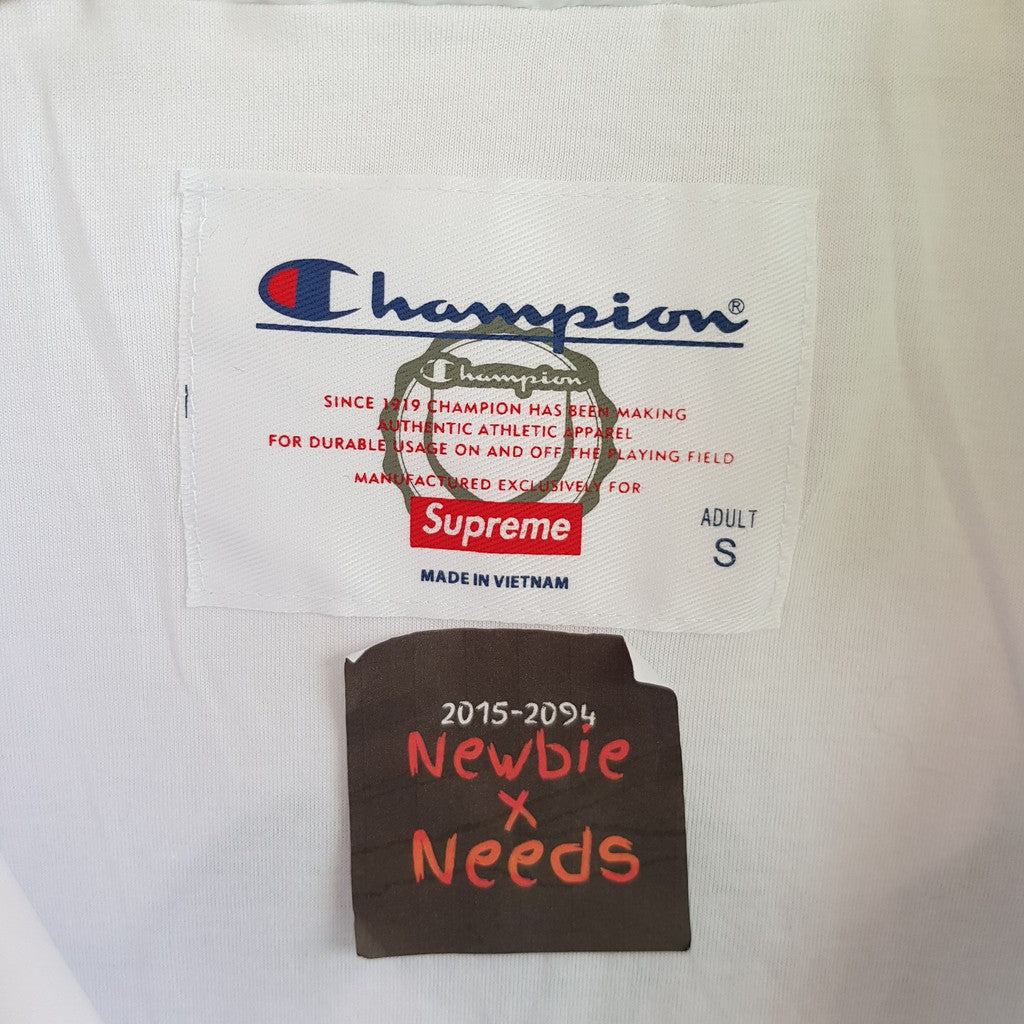 Champion®
Champion
SINCE 1919 CHAMPION HAS BEEN MAKING
AUTHENTIC ATHLETIC APPAREL
FOR DURABLE USAGE ON AND OFF THE PLAYING FIELD
MANUFACTURED EXCLUSIVELY FOR
Supreme
ADULT
S
MADE IN VIETNAM
2015-2094
Newbie
x
Needs